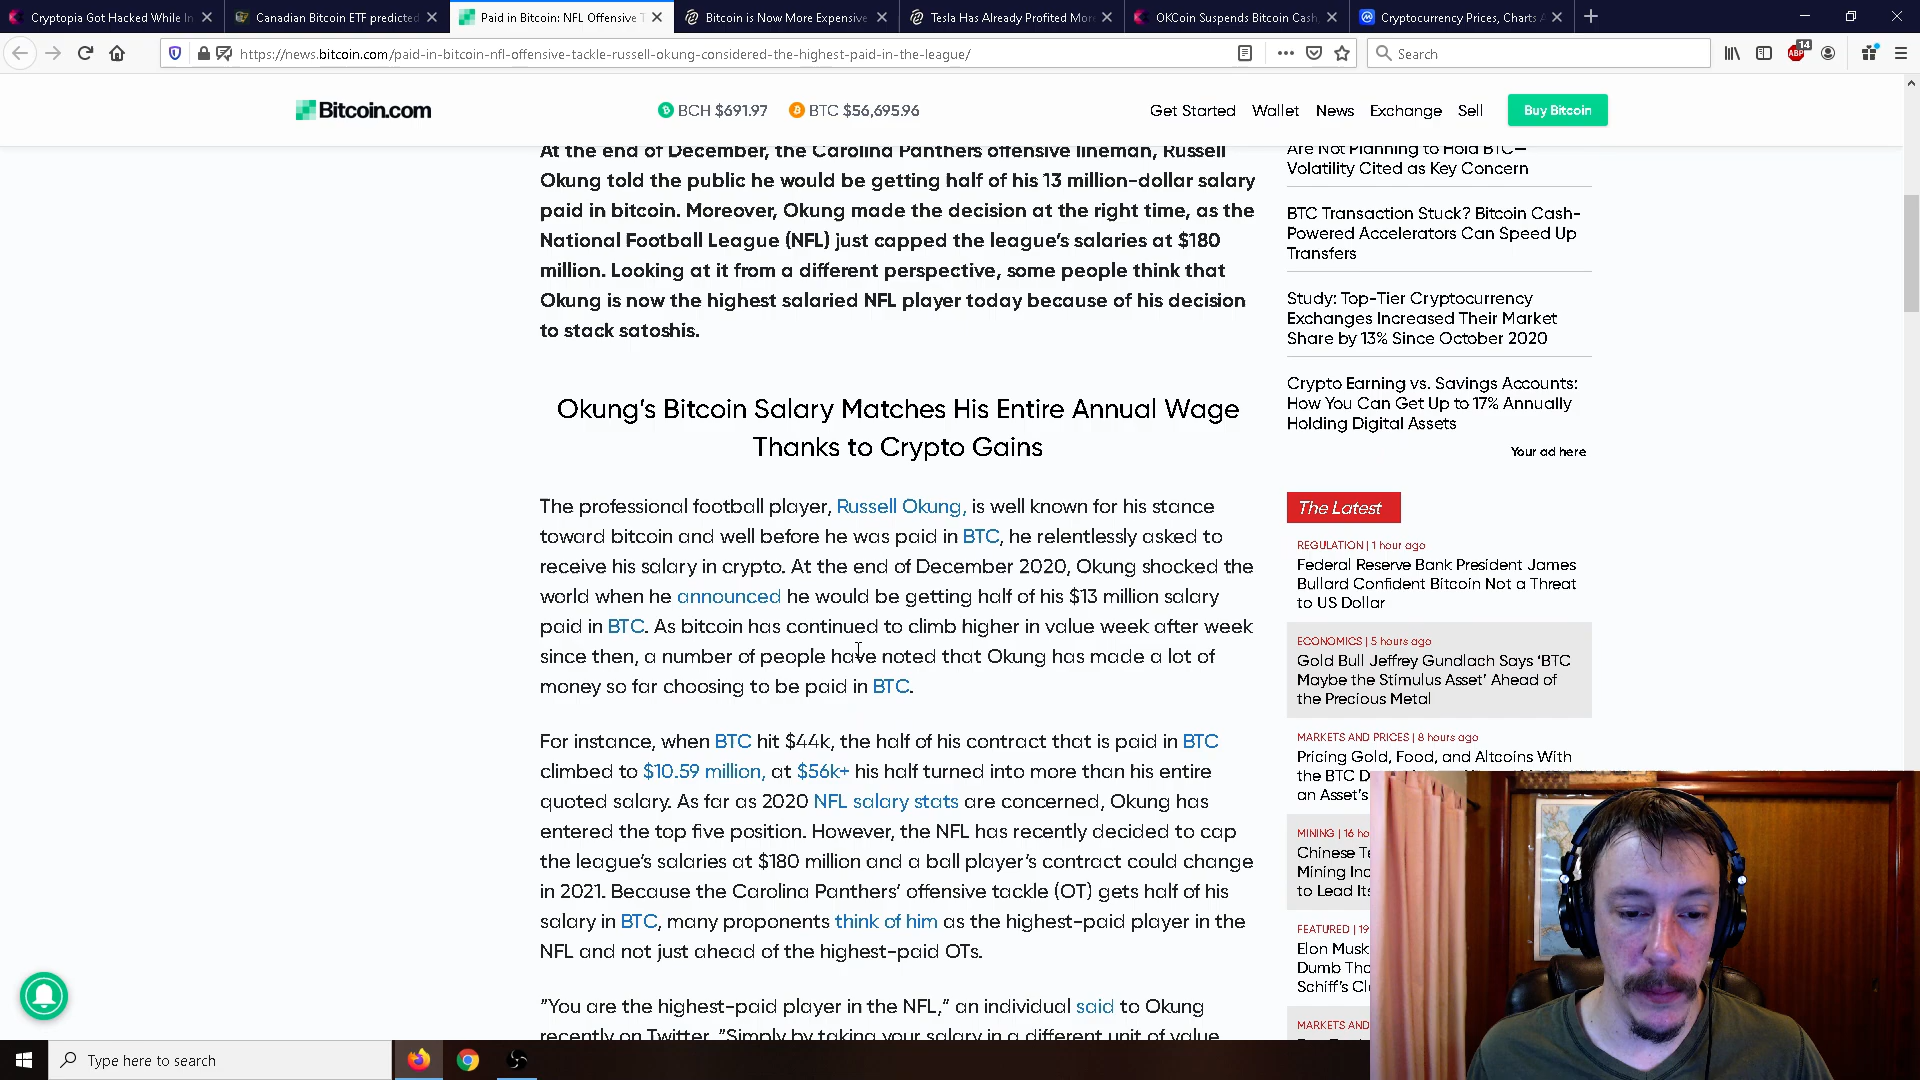 Cryptopia Got Hacked While In
Canadian Bitcoin ETF predicted
Paid in Bitcoin: NFL Offensive T
Bitcoin is Now More Expensive
Tesla Has Already Profited Mor
OKCoin Suspends Bitcoin Cash
Cryptocurrency Prices, Charts A
https://news.bitcoin.com/paid-in-bitcoin-nfl-offensive-tackle-russell-okung-considered-the-highest-paid-in-the-league/
Search
14
ABP
Bitcoin.com
BCH $691.97
BTC $56,695.96
Get Started
Wallet
News
Exchange
Sell
Buy Bitcoin
At the end of December, the Carolina Panthers offensive lineman, Russell
Okung told the public he would be getting half of his 13 million-dollar salary
paid in bitcoin. Moreover, Okung made the decision at the right time, as the
National Football League (NFL) just capped the league's salaries at $180
million. Looking at it from a different perspective, some people think that
Okung is now the highest salaried NFL player today because of his decision
to stack satoshis.
Okung's Bitcoin Salary Matches His Entire Annual Wage
Thanks to Crypto Gains
The professional football player, Russell Okung, is well known for his stance
toward bitcoin and well before he was paid in BTC, he relentlessly asked to
receive his salary in crypto. At the end of December 2020, Okung shocked the
world when he announced he would be getting half of his $13 million salary
paid in BTC. As bitcoin has continued to climb higher in value week after week
since then, a number of people have noted that Okung has made a lot of
money so far choosing to be paid in BTC.
For instance, when BTC hit $44k, the half of his contract that is paid in BTC
climbed to $10.59 million, at $56k+ his half turned into more than his entire
quoted salary. As far as 2020 NFL salary stats are concerned, Okung has
entered the top five position. However, the NFL has recently decided to cap
the league's salaries at $180 million and a ball player's contract could change
in 2021. Because the Carolina Panthers' offensive tackle (OT) gets half of his
salary in BTC, many proponents think of him as the highest-paid player in the
NFL and not just ahead of the highest-paid OTs.
"You are the highest-paid player in the NFL," an individual said to Okung
recently on Twitter. "Simply by taking your salary in a different unit of value
Are Not Planning to Hold BTC—
Volatility Cited as Key Concern
BTC Transaction Stuck? Bitcoin Cash-
Powered Accelerators Can Speed Up
Transfers
Study: Top-Tier Cryptocurrency
Exchanges Increased Their Market
Share by 13% Since October 2020
Crypto Earning vs. Savings Accounts:
How You Can Get Up to 17% Annually
Holding Digital Assets
Your ad here
The Latest
REGULATION | 1 hour ago
Federal Reserve Bank President James
Bullard Confident Bitcoin Not a Threat
to US Dollar
ECONOMICS | 5 hours ago
Gold Bull Jeffrey Gundlach Says 'BTC
Maybe the Stimulus Asset' Ahead of
the Precious Metal
MARKETS AND PRICES | 8 hours ago
Pricing Gold, Food, and Altcoins With
the BTC D
an Asset's
MINING | 16 ho
Chinese Te
Mining Inc
to Lead Its
FEATURED | 19
Elon Musk
Dumb Tho
Schiff's Cl
MARKETS AND
Type here to search